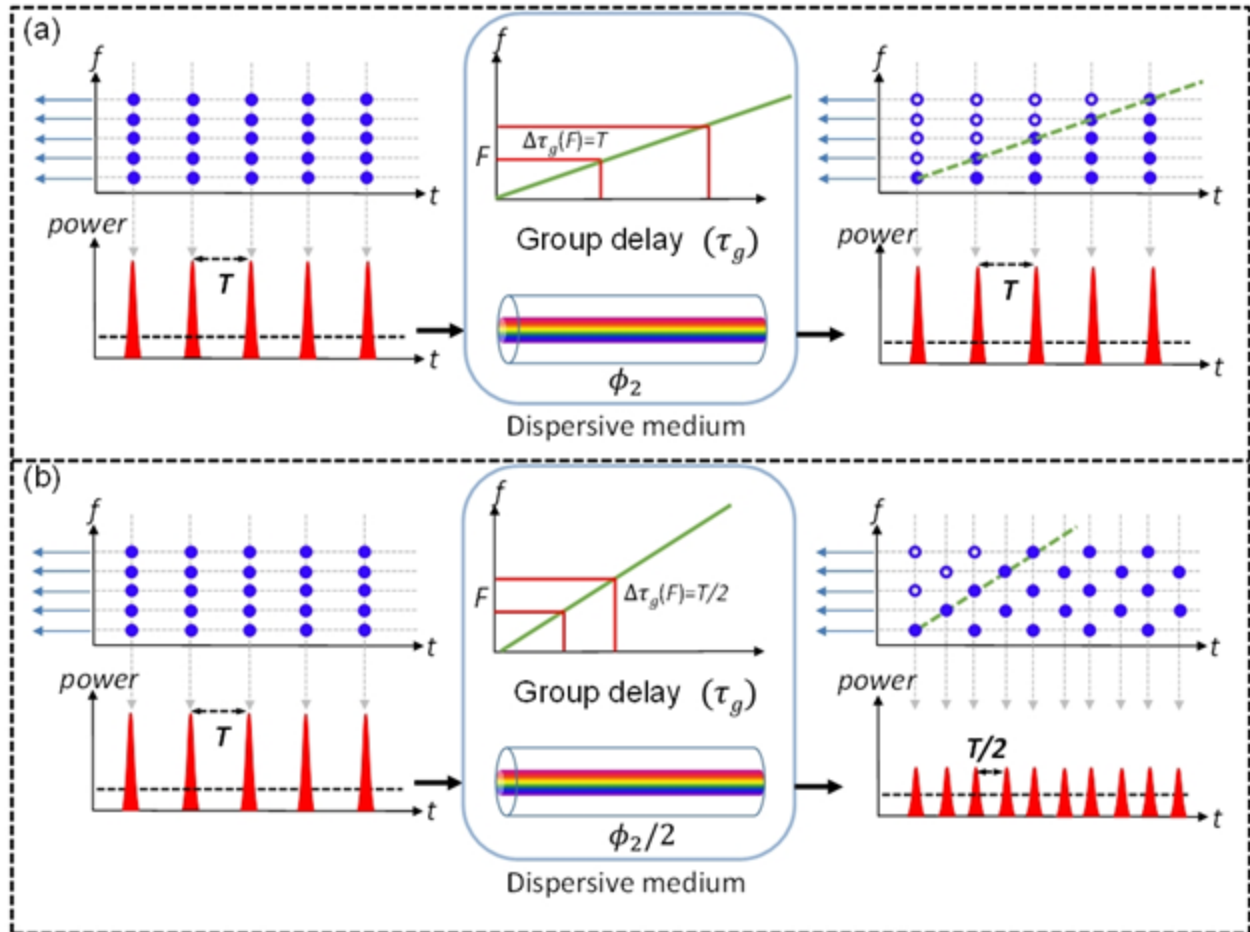 (a)
f
t
power
T
t
f
F
Δτg(F)=T
Group delay (τg)
ϕ2
Dispersive medium
f
t
power
T
t
(b)
f
t
power
T
t
f
F
Δτg(F)=T/2
Group delay (τg)
ϕ2/2
Dispersive medium
f
t
power
T/2
t